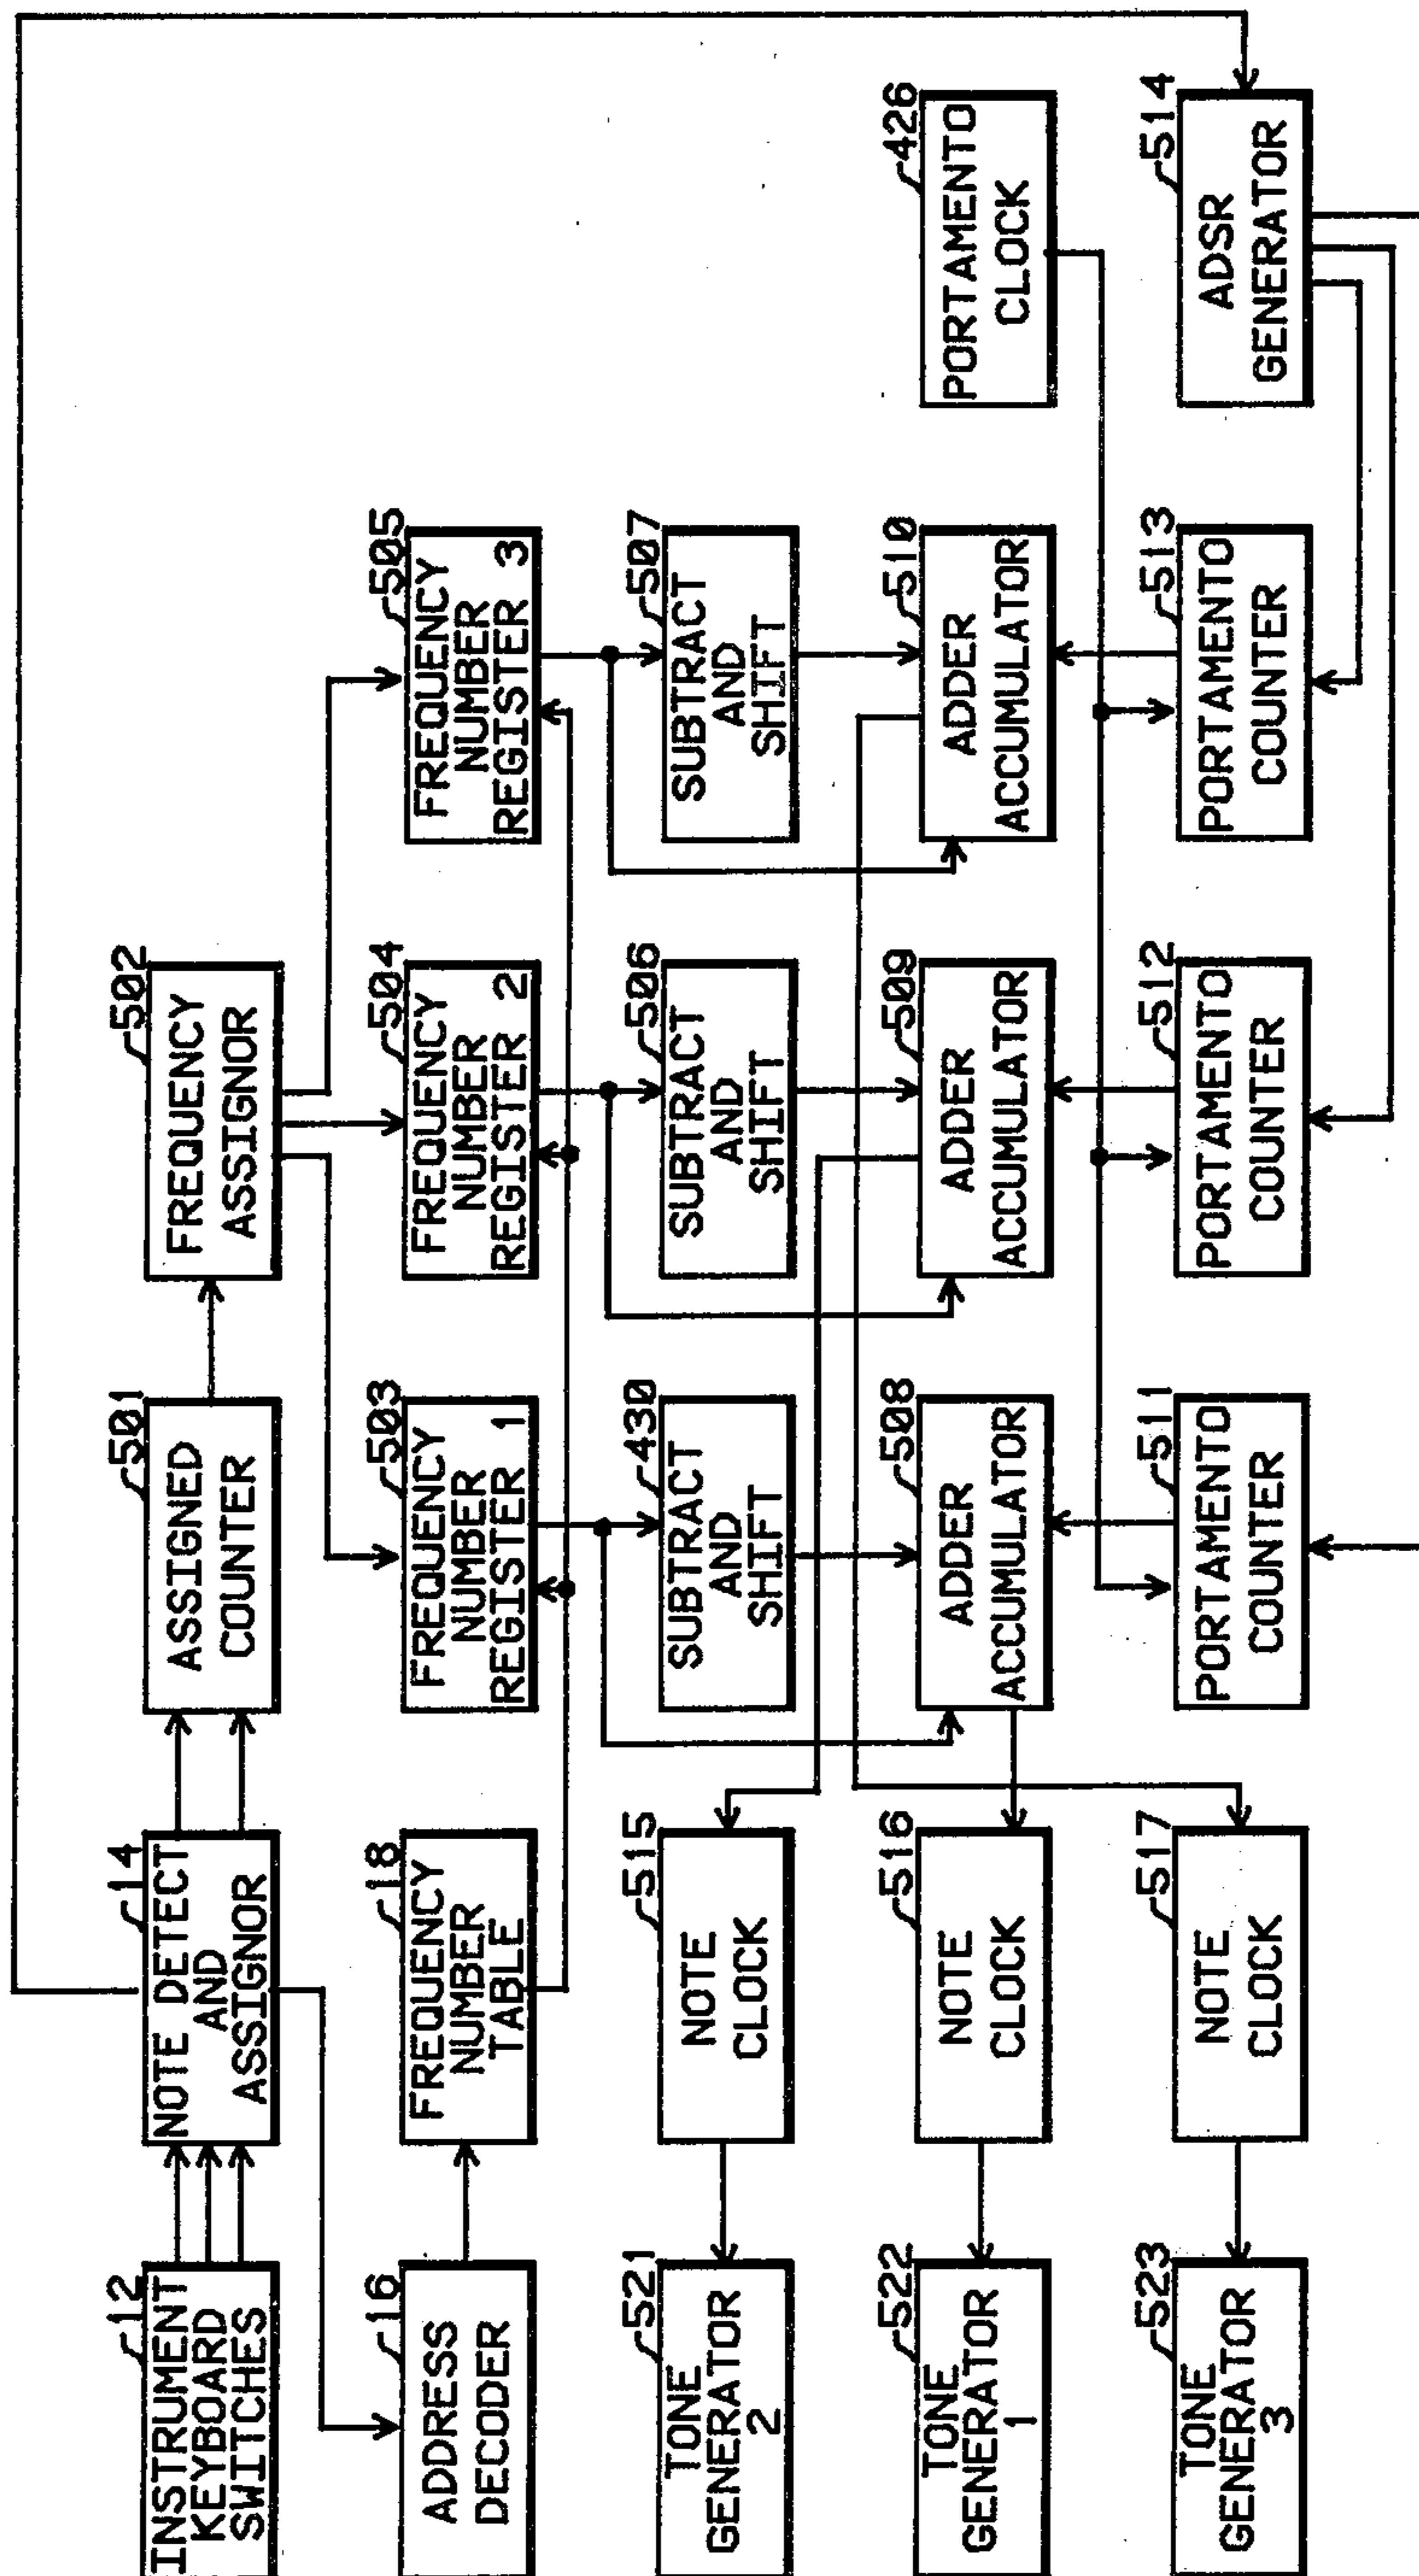 12
INSTRUMENT
KEYBOARD
SWITCHES
14
NOTE DETECT
AND
ASSIGNOR
501
ASSIGNED
COUNTER
502
FREQUENCY
ASSIGNOR
16
ADDRESS
DECODER
18
FREQUENCY
NUMBER
TABLE
503
FREQUENCY
NUMBER
REGISTER 1
504
FREQUENCY
NUMBER
REGISTER 2
505
FREQUENCY
NUMBER
REGISTER 3
521
TONE
GENERATOR
2
515
NOTE
CLOCK
430
SUBTRACT
AND
SHIFT
506
SUBTRACT
AND
SHIFT
507
SUBTRACT
AND
SHIFT
522
TONE
GENERATOR
1
516
NOTE
CLOCK
508
ADDER
ACCUMULATOR
509
ADDER
ACCUMULATOR
510
ADDER
ACCUMULATOR
426
PORTAMENTO
CLOCK
523
TONE
GENERATOR
3
517
NOTE
CLOCK
511
PORTAMENTO
COUNTER
512
PORTAMENTO
COUNTER
513
PORTAMENTO
COUNTER
514
ADSR
GENERATOR